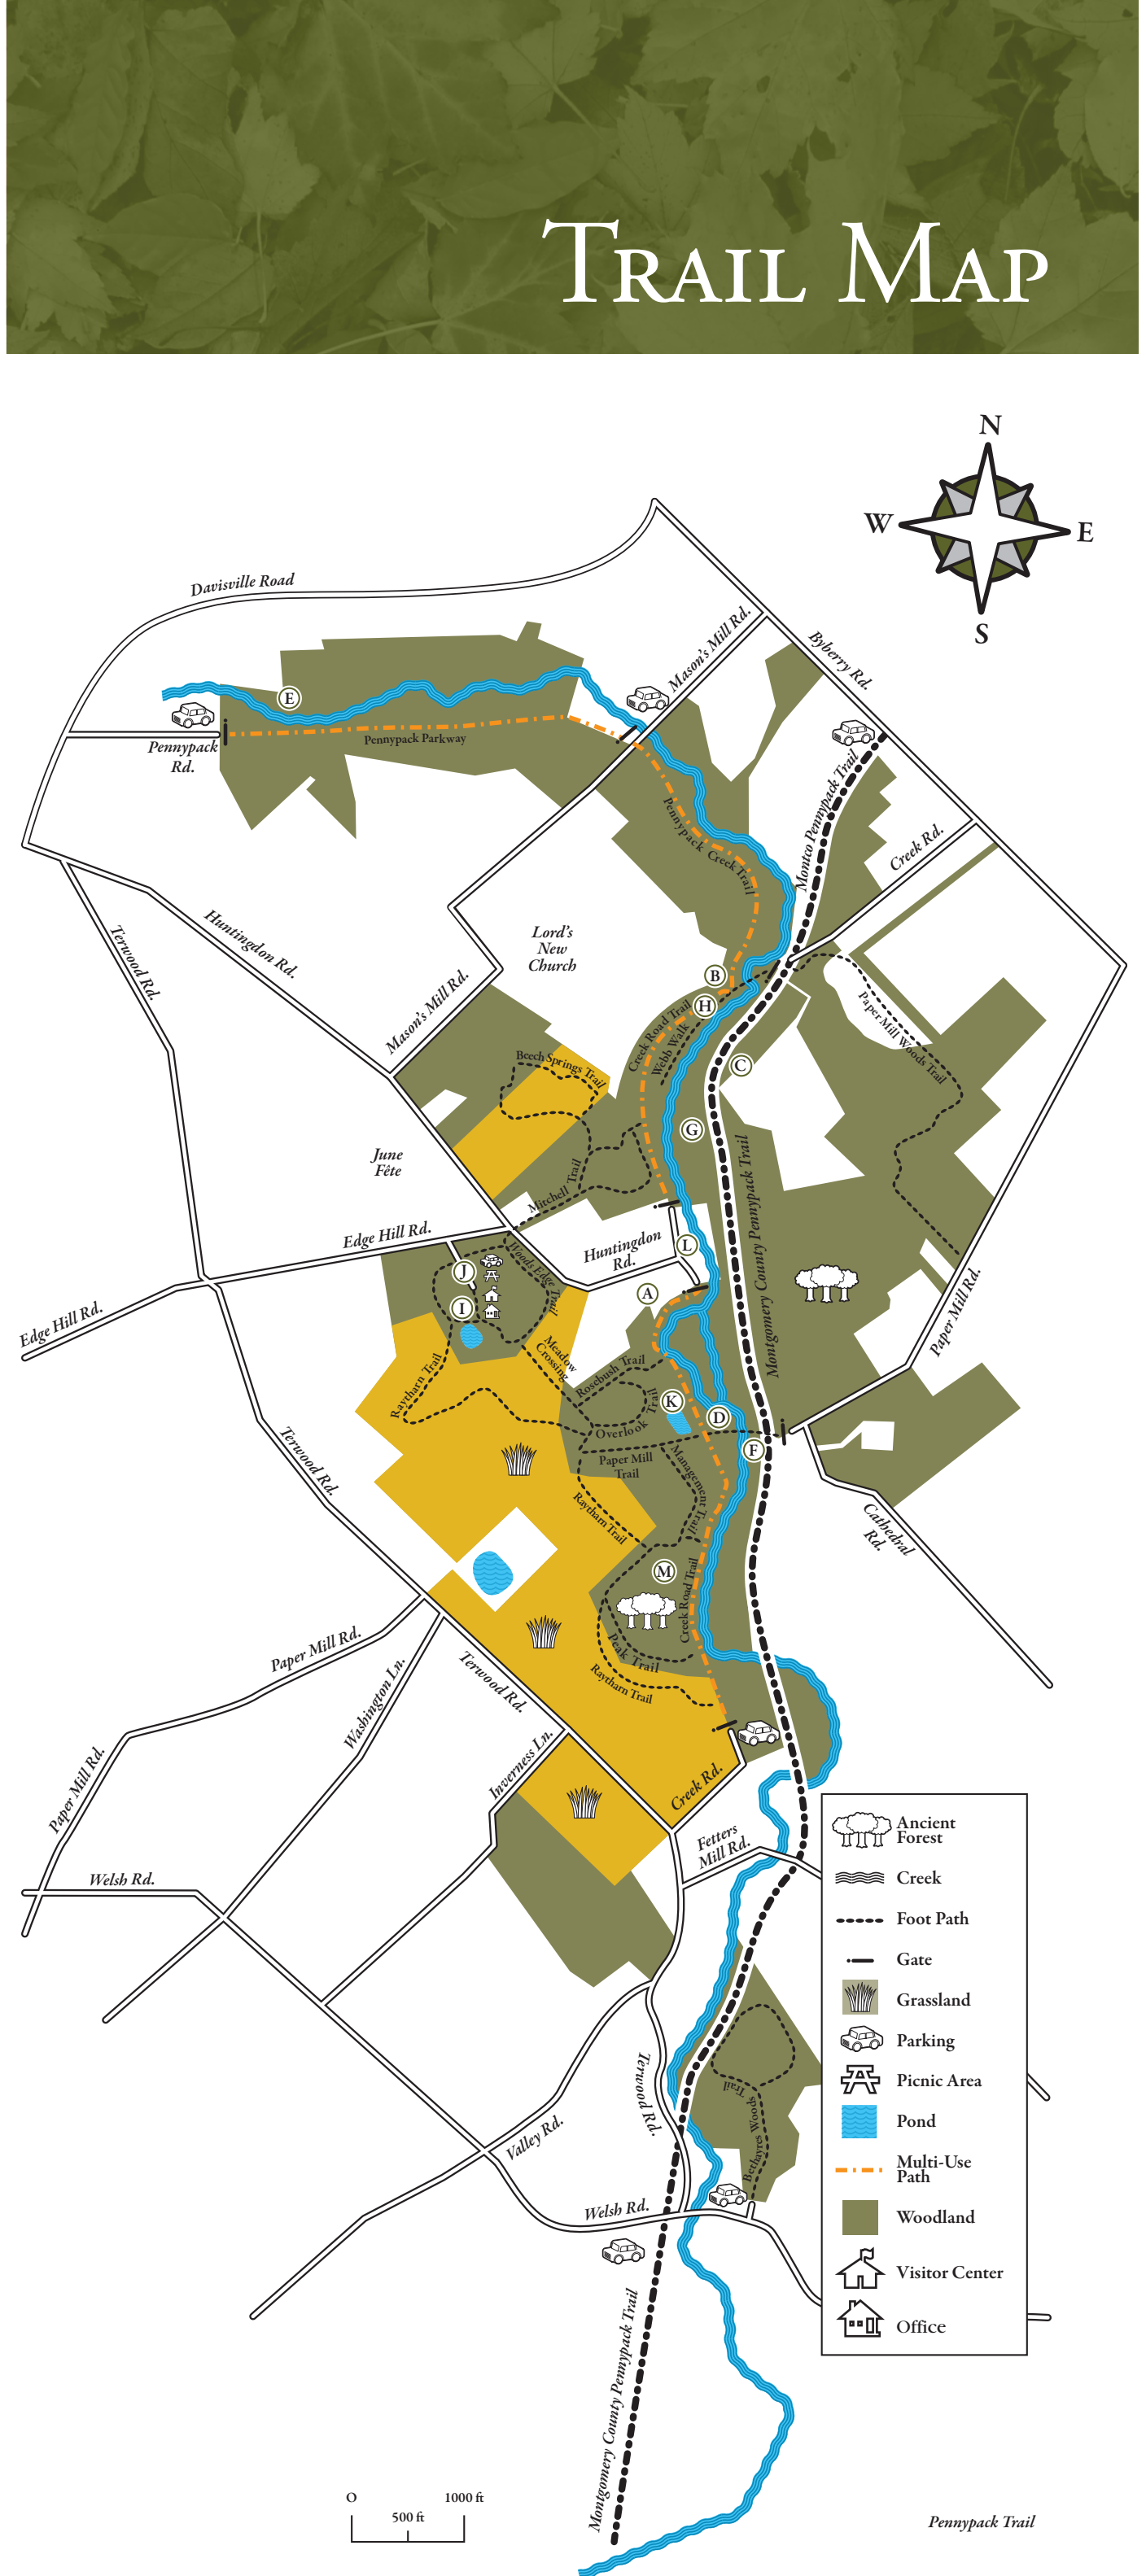 Trail Map
N
W
E
S
Davisville Road
Mason's Mill Rd.
Byberry Rd.
E
Pennypack
Rd.
Pennypack Parkway
Montco Pennypack Trail
Pennypack Creek Trail
Creek Rd.
Terwood Rd.
Huntingdon Rd.
Lord's
New
Church
Mason's Mill Rd.
B
H
Paper Mill Woods Trail
Creek Road Trail
Webb Walk
Beech Springs Trail
C
G
June
Fête
Mitchell Trail
Montgomery County Pennypack Trail
Edge Hill Rd.
Huntingdon
Rd.
L
Woods Edge Trail
J
I
A
Edge Hill Rd.
Paper Mill Rd.
Meadow
Crossing
Raytharn Trail
Rosebush Trail
Overlook Trail
K
D
F
Paper Mill
Trail
Management Trail
Terwood Rd.
Raytharn Trail
Cathedral
Rd.
M
Creek Road Trail
Peak Trail
Raytharn Trail
Paper Mill Rd.
Washington Ln.
Terwood Rd.
Inverness Ln.
Paper Mill Rd.
Creek Rd.
Fetters
Mill Rd.
Welsh Rd.
Ancient
Forest
Creek
Foot Path
Gate
Grassland
Parking
Picnic Area
Pond
Multi-Use
Path
Woodland
Visitor Center
Office
Terwood Rd.
Bethayres Woods Trail
Valley Rd.
Welsh Rd.
Montgomery County Pennypack Trail
O
1000 ft
500 ft
Pennypack Trail